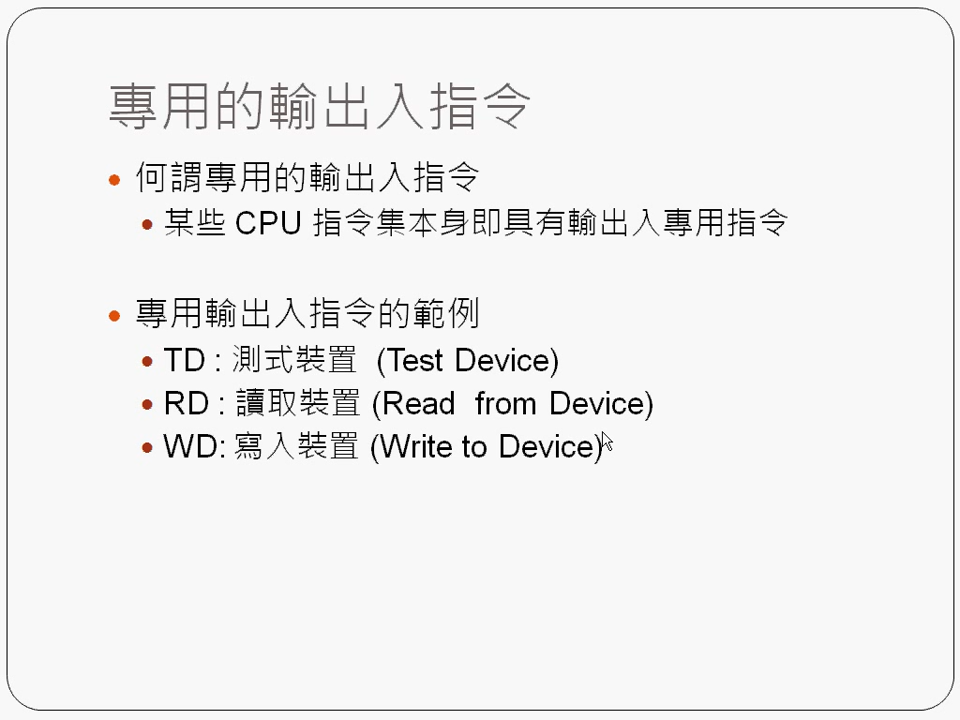 專用的輸出入指令
何謂專用的輸出入指令
某些 CPU 指令集本身即具有輸出入專用指令
專用輸出入指令的範例
TD : 測式裝置 (Test Device)
RD : 讀取裝置 (Read from Device)
WD: 寫入裝置 (Write to Device)